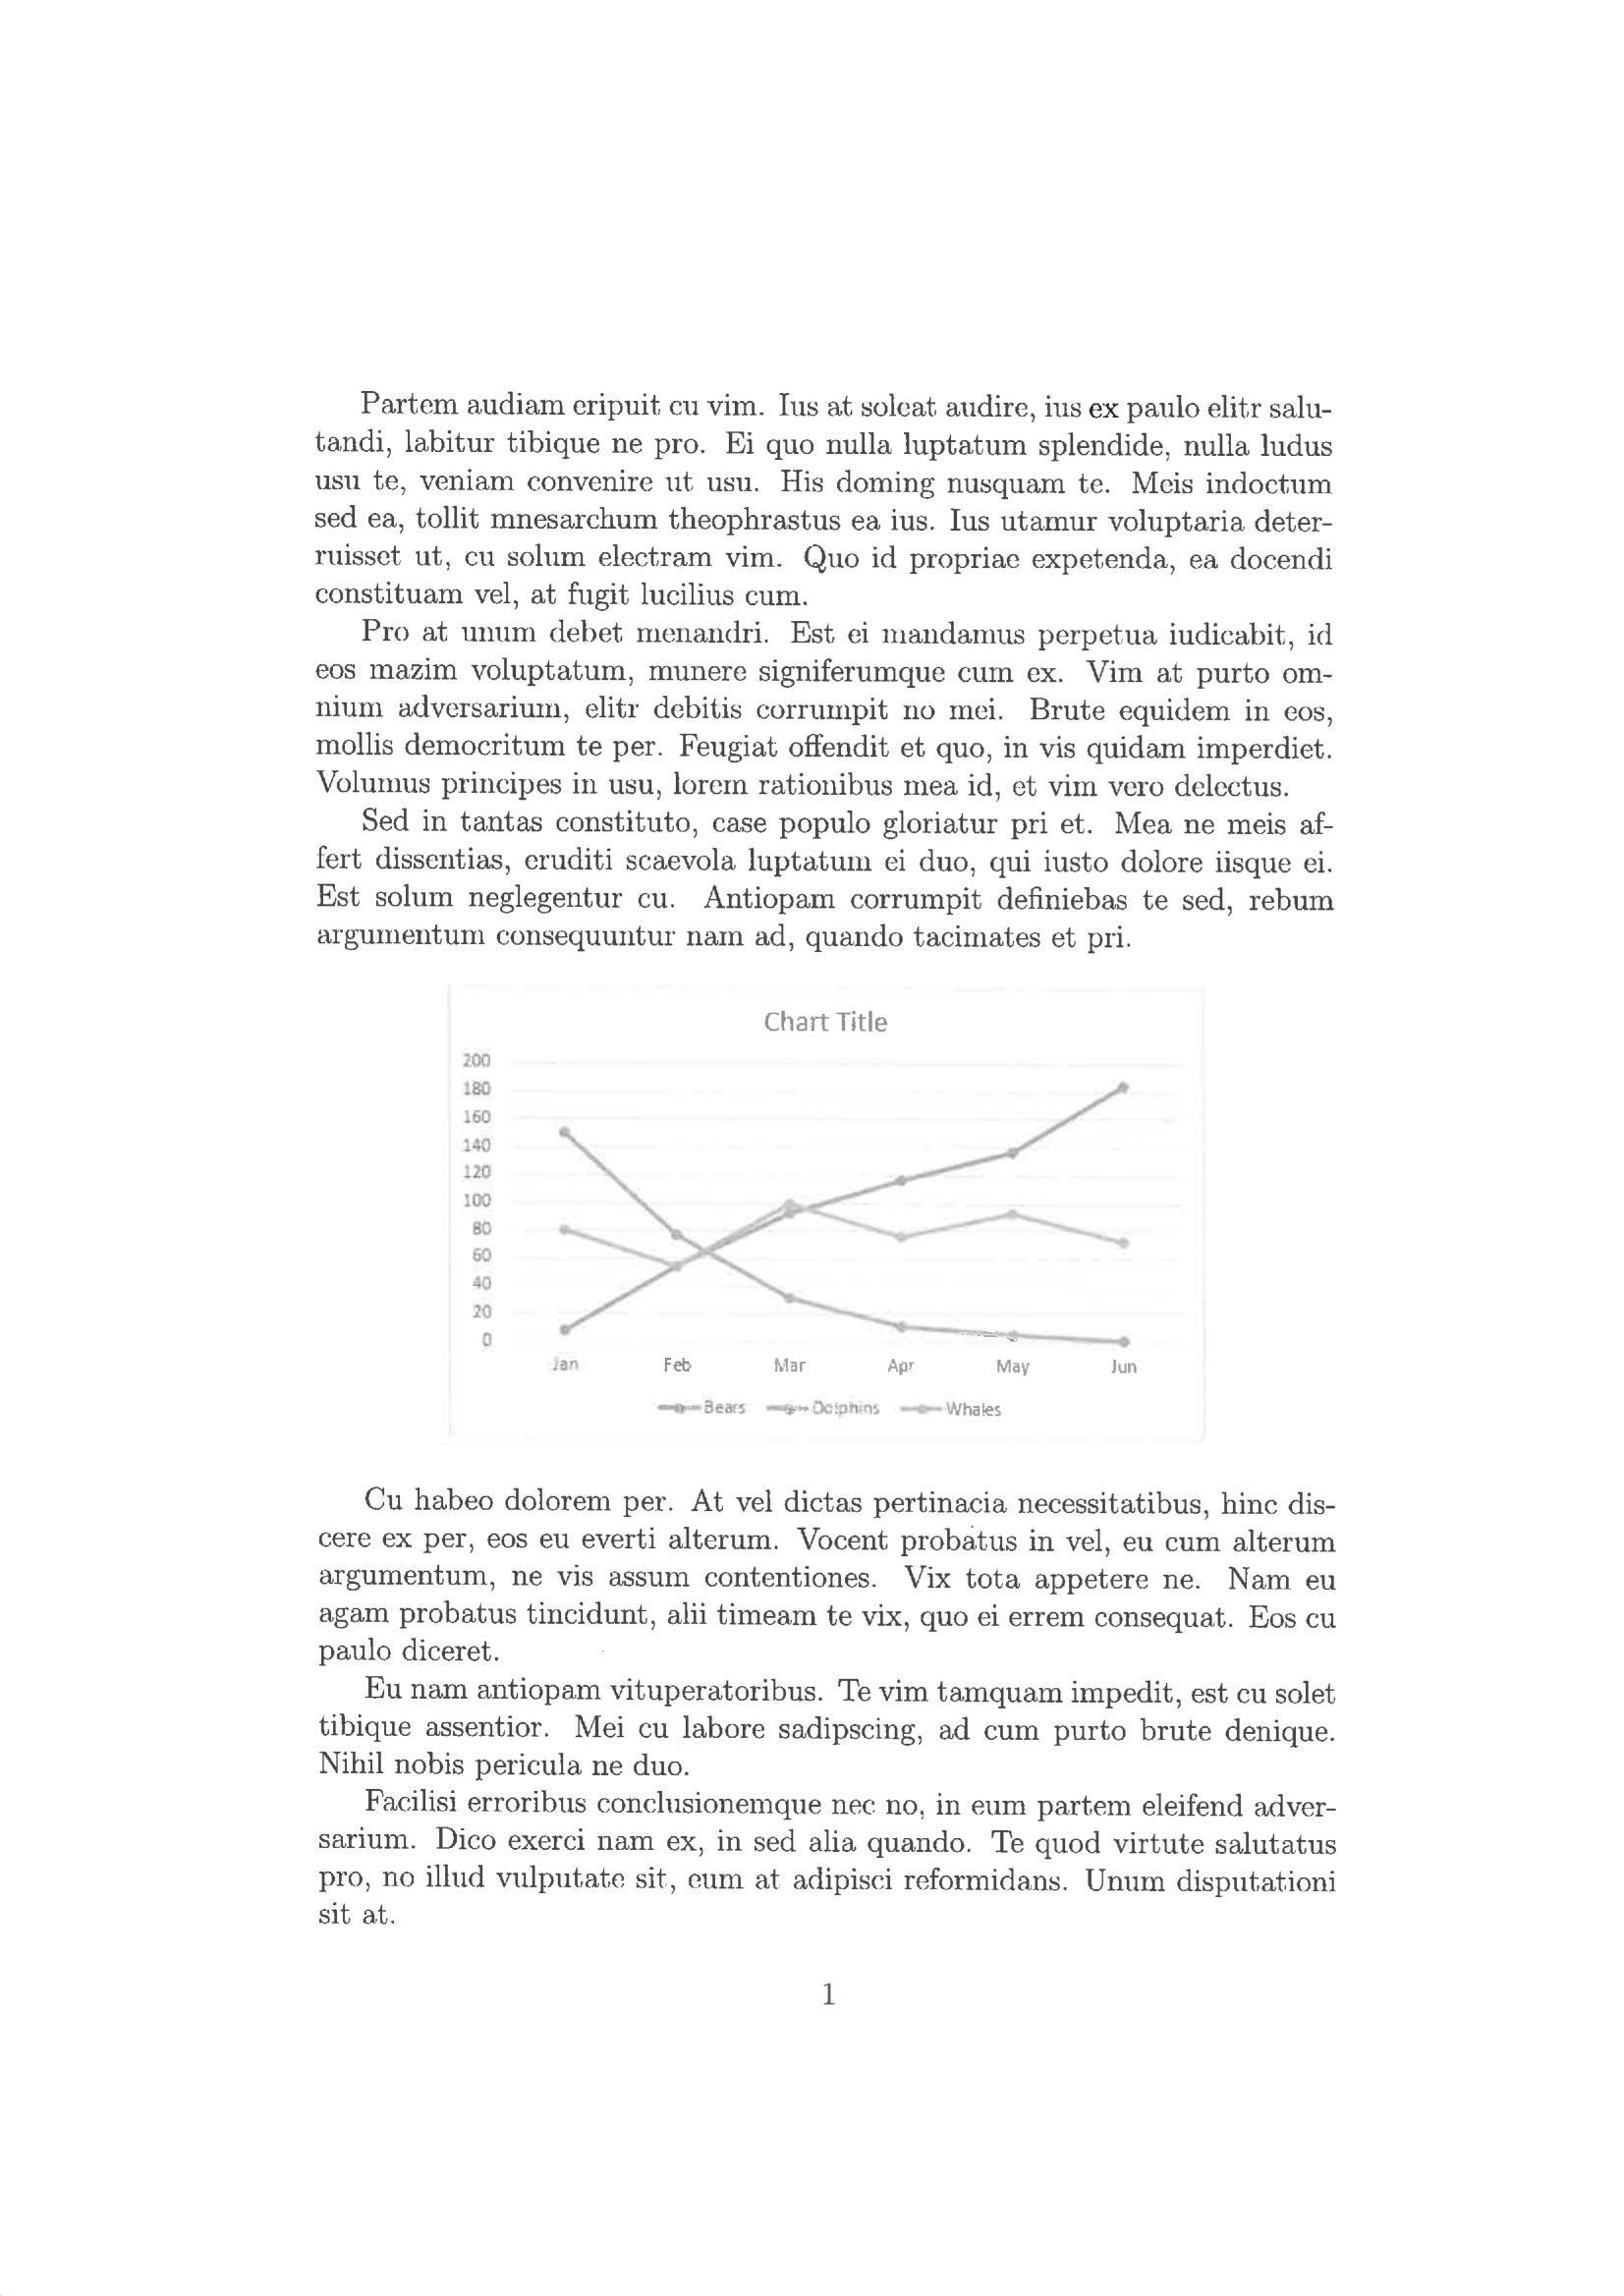 Partem audiam eripuit cu vim. Ius at soleat audire, ius ex paulo elitr salu-
tandi, labitur tibique ne pro. Ei quo nulla luptatum splendide, nulla ludus
usu te, veniam convenire ut usu. His doming nusquam te. Meis indoctum
sed ea, tollit mnesarchum theophrastus ea ius. Ius utamur voluptaria deter-
ruisset ut, cu solum electram vim. Quo id propriae expetenda, ea docendi
constituam vel, at fugit lucilius cum.
Pro at unum debet menandri. Est ei mandamus perpetua iudicabit, id
eos mazim voluptatum, munere signiferumque cum ex. Vim at purto om-
nium adversarium, elitr debitis corrumpit no mei. Brute equidem in eos,
mollis democritum te per. Feugiat offendit et quo, in vis quidam imperdiet.
Volumus principes in usu, lorem rationibus mea id, et vim vero delectus.
Sed in tantas constituto, case populo gloriatur pri et. Mea ne meis af-
fert dissentias, eruditi scaevola luptatum ei duo, qui iusto dolore iisque ei.
Est solum neglegentur cu. Antiopam corrumpit definiebas te sed, rebum
argumentum consequuntur nam ad, quando tacimates et pri.
Chart Title
200
180
160
140
120
100
80
60
40
20
0
Jan Feb Mar Apr May Jun
Bears Dolphins Whales
Cu habeo dolorem per. At vel dictas pertinacia necessitatibus, hinc dis-
cere ex per, eos eu everti alterum. Vocent probatus in vel, eu cum alterum
argumentum, ne vis assum contentiones. Vix tota appetere ne. Nam eu
agam probatus tincidunt, alii timeam te vix, quo ei errem consequat. Eos cu
paulo diceret.
Eu nam antiopam vituperatoribus. Te vim tamquam impedit, est cu solet
tibique assentior. Mei cu labore sadipscing, ad cum purto brute denique.
Nihil nobis pericula ne duo.
Facilisi erroribus conclusionemque nec no, in eum partem eleifend adver-
sarium. Dico exerci nam ex, in sed alia quando. Te quod virtute salutatus
pro, no illud vulputate sit, eum at adipisci reformidans. Unum disputationi
sit at.
1